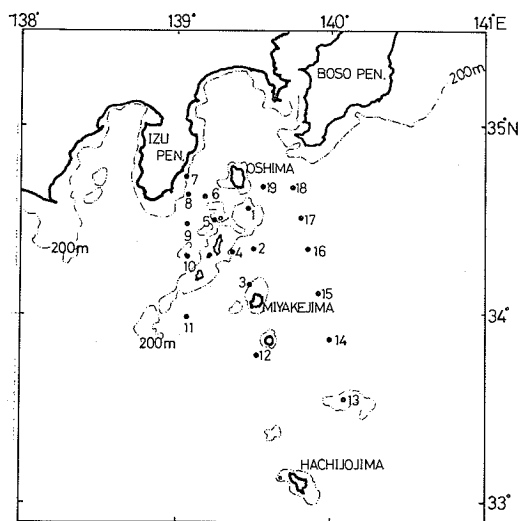 138° 139° 140° 141°E
BOSO PEN.
200m
IZU
PEN.
35°N
OSHIMA
7
8
6
19
18
5
1
17
9
10
4
2
16
3
15
200m
MIYAKEJIMA
34°
11
200m
12
14
13
HACHIJOJIMA
33°